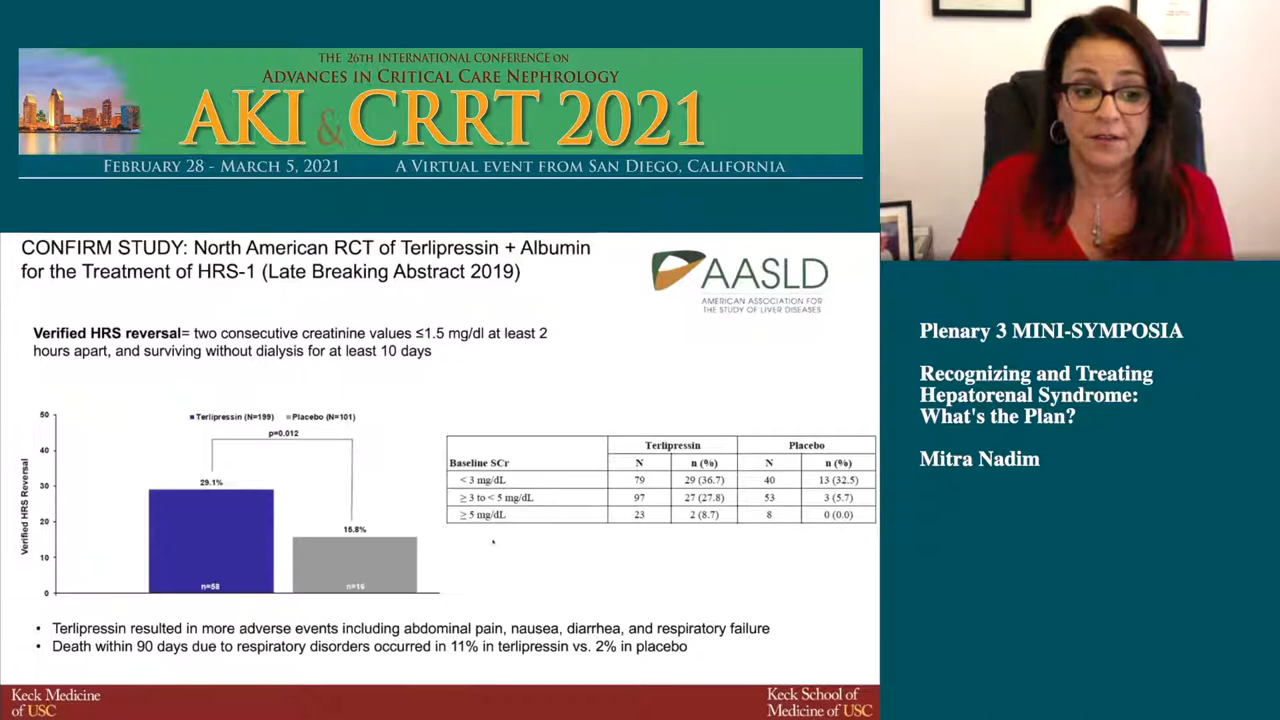 THE 26TH INTERNATIONAL CONFERENCE ON
ADVANCES IN CRITICAL CARE NEPHROLOGY
AKI & CRRT 2021
FEBRUARY 28 - MARCH 5, 2021 A VIRTUAL EVENT FROM SAN DIEGO, CALIFORNIA
CONFIRM STUDY: North American RCT of Terlipressin + Albumin
for the Treatment of HRS-1 (Late Breaking Abstract 2019)
AASLD
AMERICAN ASSOCIATION FOR
THE STUDY OF LIVER DISEASES
Verified HRS reversal= two consecutive creatinine values ≤1.5 mg/dl at least 2
hours apart, and surviving without dialysis for at least 10 days
Verified HRS Reversal
50
40
30
20
10
0
Terlipressin (N=199) Placebo (N=101)
p=0.012
29.1%
15.8%
n=58
n=16
Terlipressin Placebo
Baseline SCr N n (%) N n (%)
< 3 mg/dL 79 29 (36.7) 40 13 (32.5)
≥ 3 to < 5 mg/dL 97 27 (27.8) 53 3 (5.7)
≥ 5 mg/dL 23 2 (8.7) 8 0 (0.0)
• Terlipressin resulted in more adverse events including abdominal pain, nausea, diarrhea, and respiratory failure
• Death within 90 days due to respiratory disorders occurred in 11% in terlipressin vs. 2% in placebo
Keck Medicine
of USC
Keck School of
Medicine of USC
Plenary 3 MINI-SYMPOSIA
Recognizing and Treating
Hepatorenal Syndrome:
What's the Plan?
Mitra Nadim